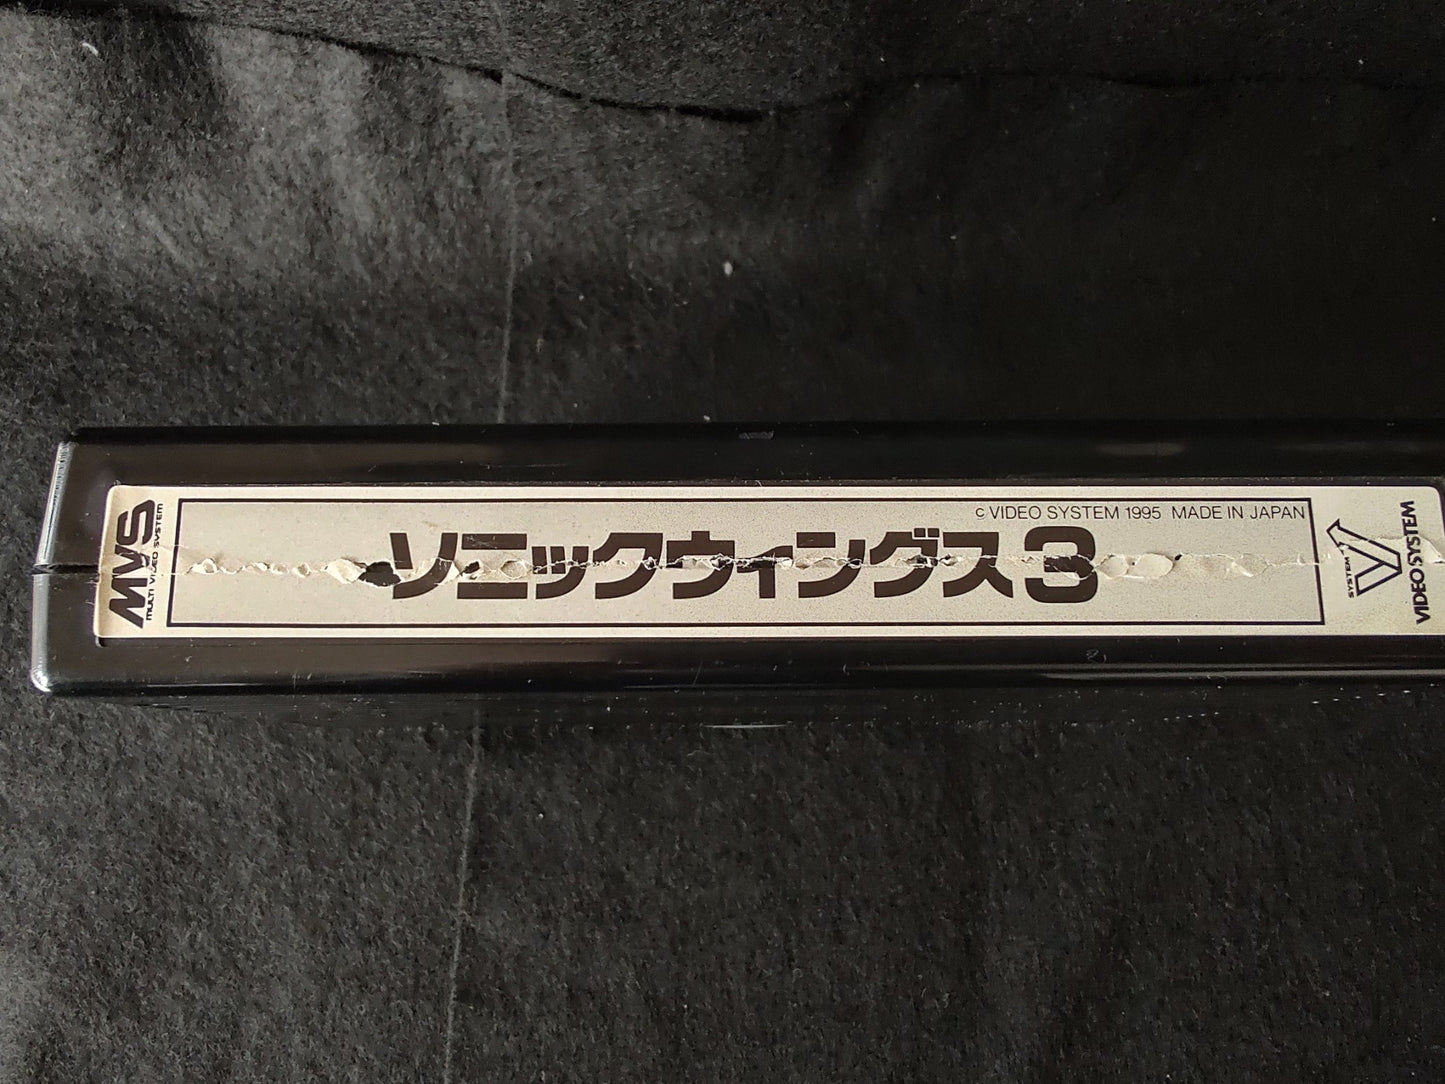 MVS
MULTI VIDEO SYSTEM
c VIDEO SYSTEM 1995 MADE IN JAPAN
ソニックウィングス3
SYSTEM
V
VIDEO SYSTEM